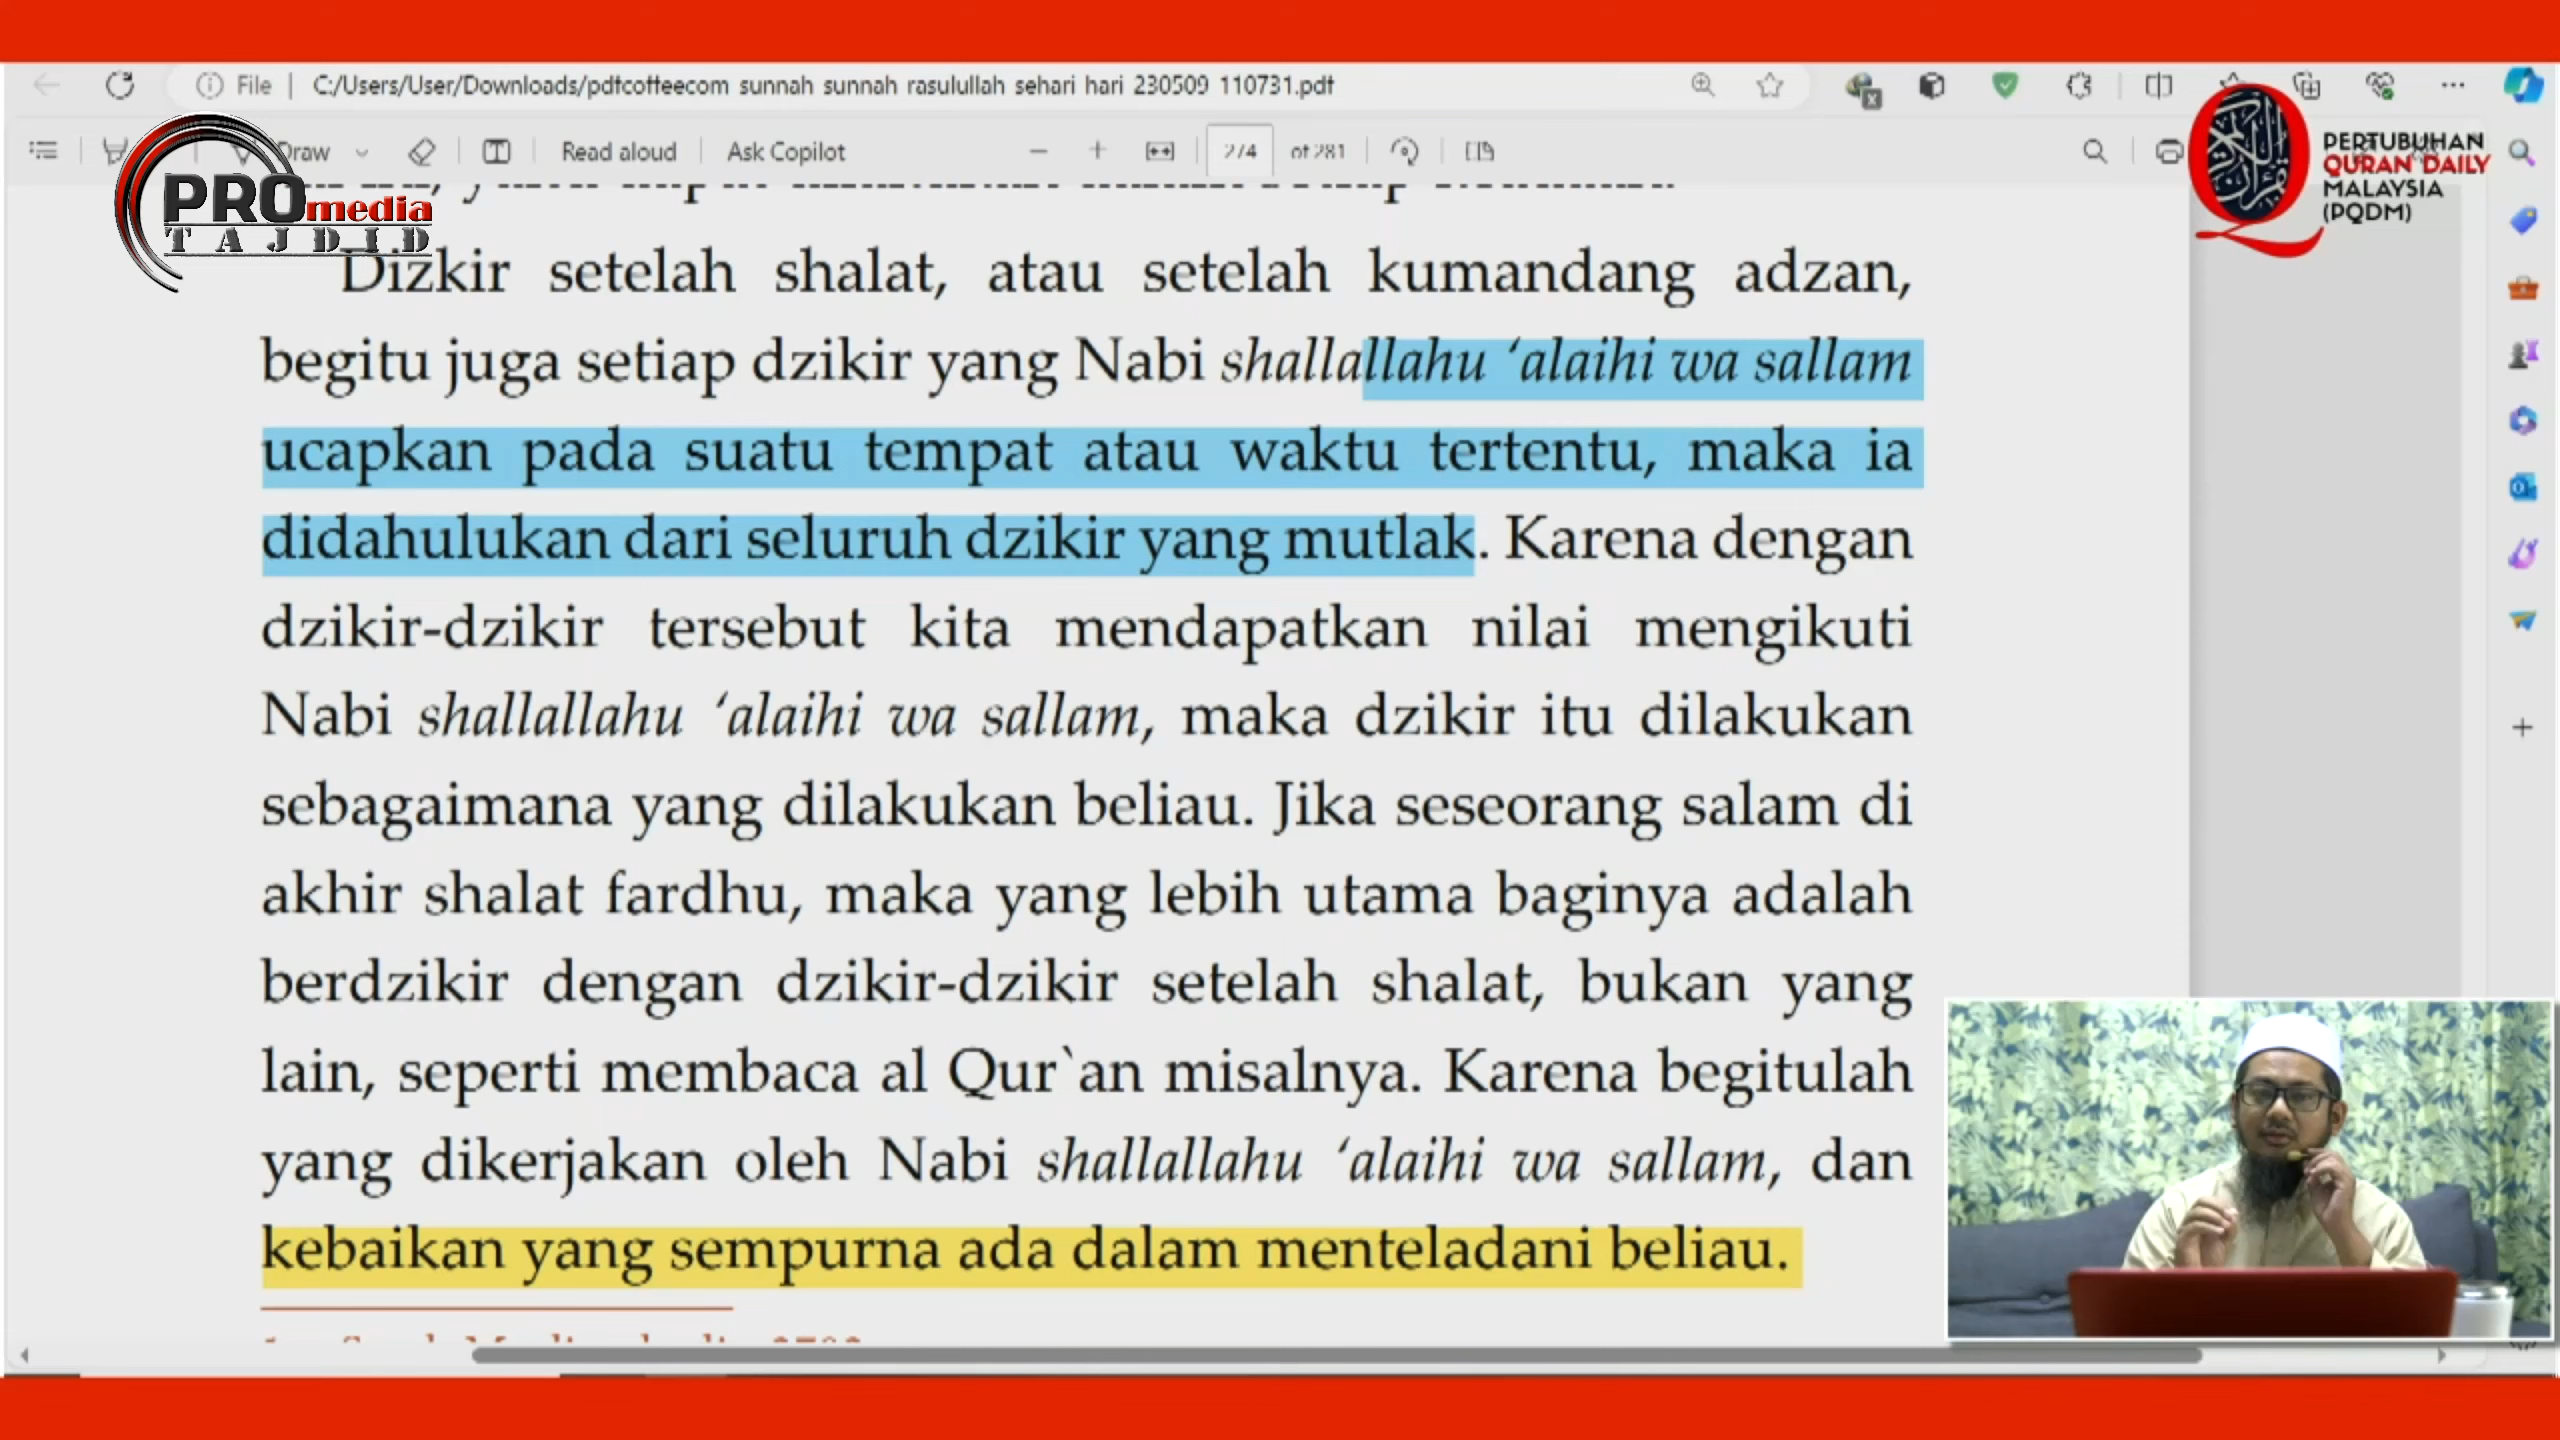 File | C:/Users/User/Downloads/pdfcoffeecom sunnah sunnah rasulullah sehari hari 230509 110731.pdf
Draw
Read aloud
Ask Copilot
274 of 281
PROmedia
TAJDID
PERTUBUHAN
QURAN DAILY
MALAYSIA
(PQDM)
Dizkir setelah shalat, atau setelah kumandang adzan,
begitu juga setiap dzikir yang Nabi shallallahu ‘alaihi wa sallam
ucapkan pada suatu tempat atau waktu tertentu, maka ia
didahulukan dari seluruh dzikir yang mutlak. Karena dengan
dzikir-dzikir tersebut kita mendapatkan nilai mengikuti
Nabi shallallahu ‘alaihi wa sallam, maka dzikir itu dilakukan
sebagaimana yang dilakukan beliau. Jika seseorang salam di
akhir shalat fardhu, maka yang lebih utama baginya adalah
berdzikir dengan dzikir-dzikir setelah shalat, bukan yang
lain, seperti membaca al Qur`an misalnya. Karena begitulah
yang dikerjakan oleh Nabi shallallahu ‘alaihi wa sallam, dan
kebaikan yang sempurna ada dalam menteladani beliau.